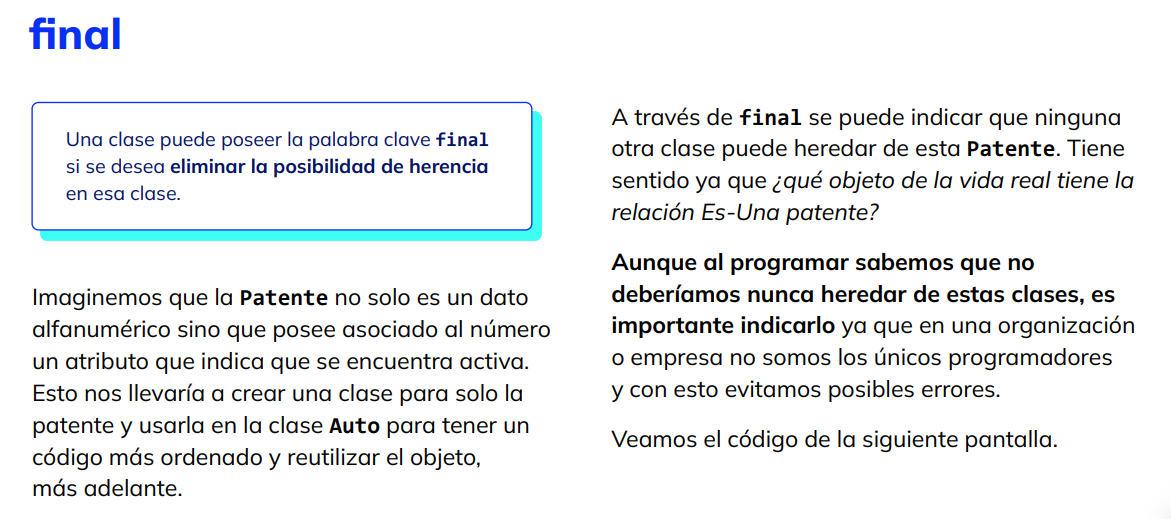 final
Una clase puede poseer la palabra clave final
si se desea eliminar la posibilidad de herencia
en esa clase.
Imaginemos que la Patente no solo es un dato
alfanumérico sino que posee asociado al número
un atributo que indica que se encuentra activa.
Esto nos llevaría a crear una clase para solo la
patente y usarla en la clase Auto para tener un
código más ordenado y reutilizar el objeto,
más adelante.
A través de final se puede indicar que ninguna
otra clase puede heredar de esta Patente. Tiene
sentido ya que ¿qué objeto de la vida real tiene la
relación Es-Una patente?
Aunque al programar sabemos que no
deberíamos nunca heredar de estas clases, es
importante indicarlo ya que en una organización
o empresa no somos los únicos programadores
y con esto evitamos posibles errores.
Veamos el código de la siguiente pantalla.